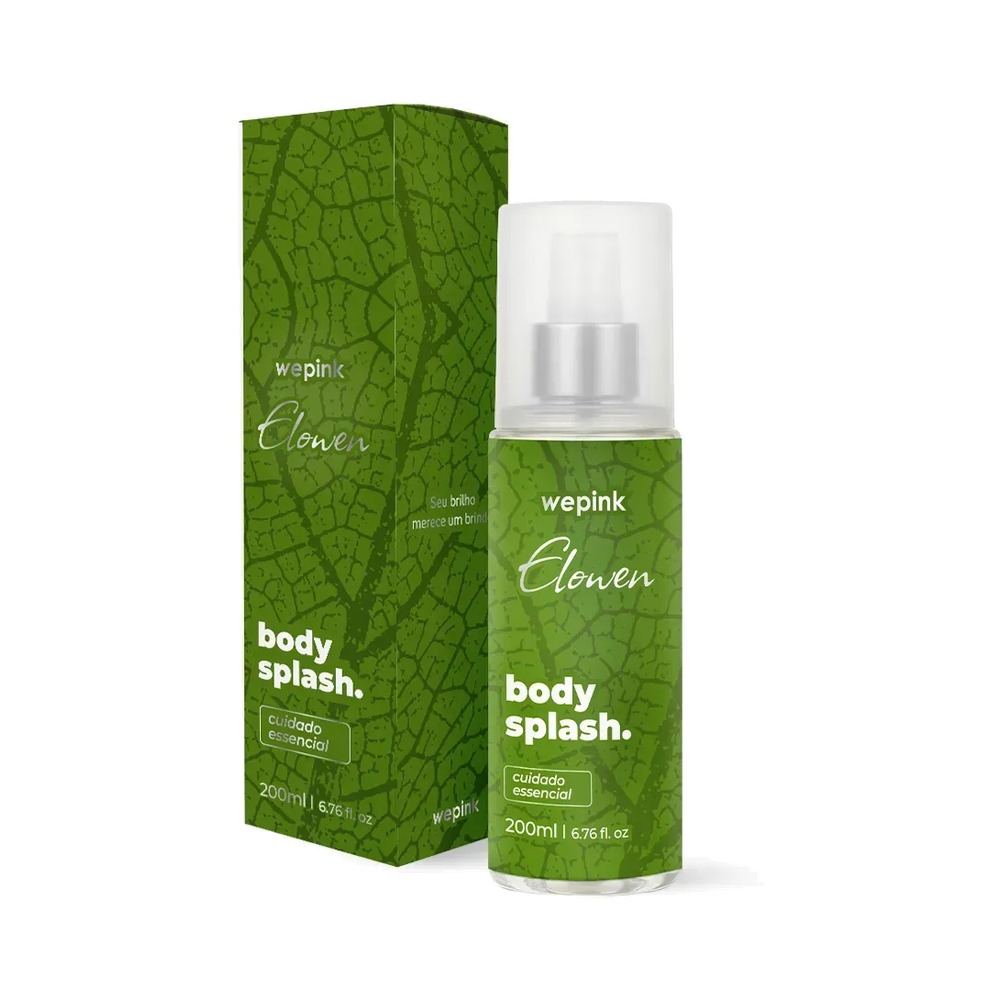 wepink
Elowen
body
splash.
cuidado
essencial
200ml | 6.76 fl. oz
Seu brilho
merece um
wepink
wepink
Elowen
body
splash.
cuidado
essencial
200ml | 6.76 fl. oz